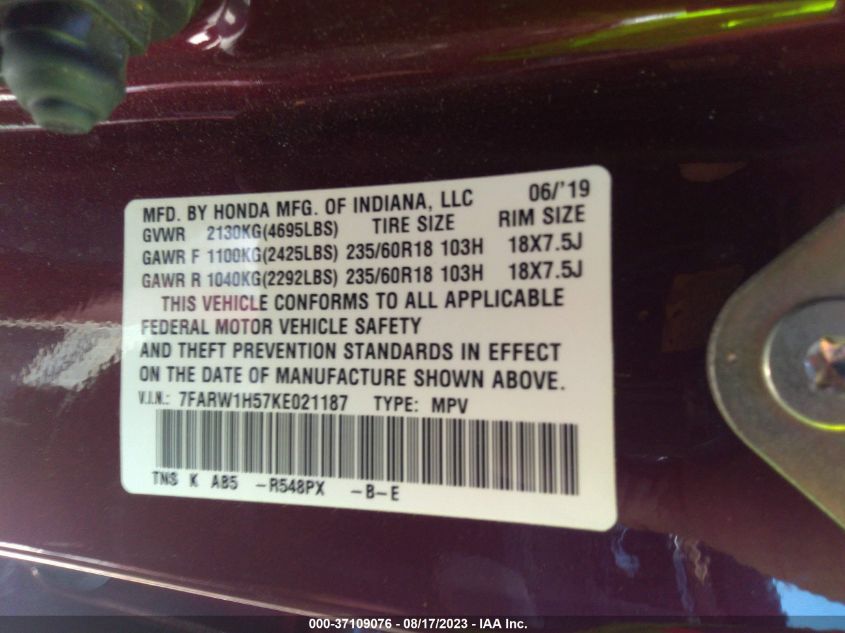 MFD. BY HONDA MFG. OF INDIANA, LLC 06/'19
GVWR 2130KG(4695LBS) TIRE SIZE RIM SIZE
GAWR F 1100KG(2425LBS) 235/60R18 103H 18X7.5J
GAWR R 1040KG(2292LBS) 235/60R18 103H 18X7.5J
THIS VEHICLE CONFORMS TO ALL APPLICABLE
FEDERAL MOTOR VEHICLE SAFETY
AND THEFT PREVENTION STANDARDS IN EFFECT
ON THE DATE OF MANUFACTURE SHOWN ABOVE.
V.I.N.: 7FARW1H57KE021187 TYPE: MPV
TNS K AB5 -R548PX -B-E
000-37109076 - 08/17/2023 - IAA Inc.